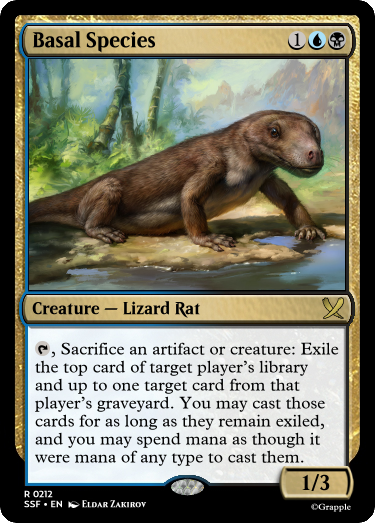 Basal Species 1
Creature — Lizard Rat
, Sacrifice an artifact or creature: Exile
the top card of target player's library
and up to one target card from that
player's graveyard. You may cast those
cards for as long as they remain exiled,
and you may spend mana as though it
were mana of any type to cast them.
1/3
R 0212
SSF • EN Eldar Zakirov
©Grapple